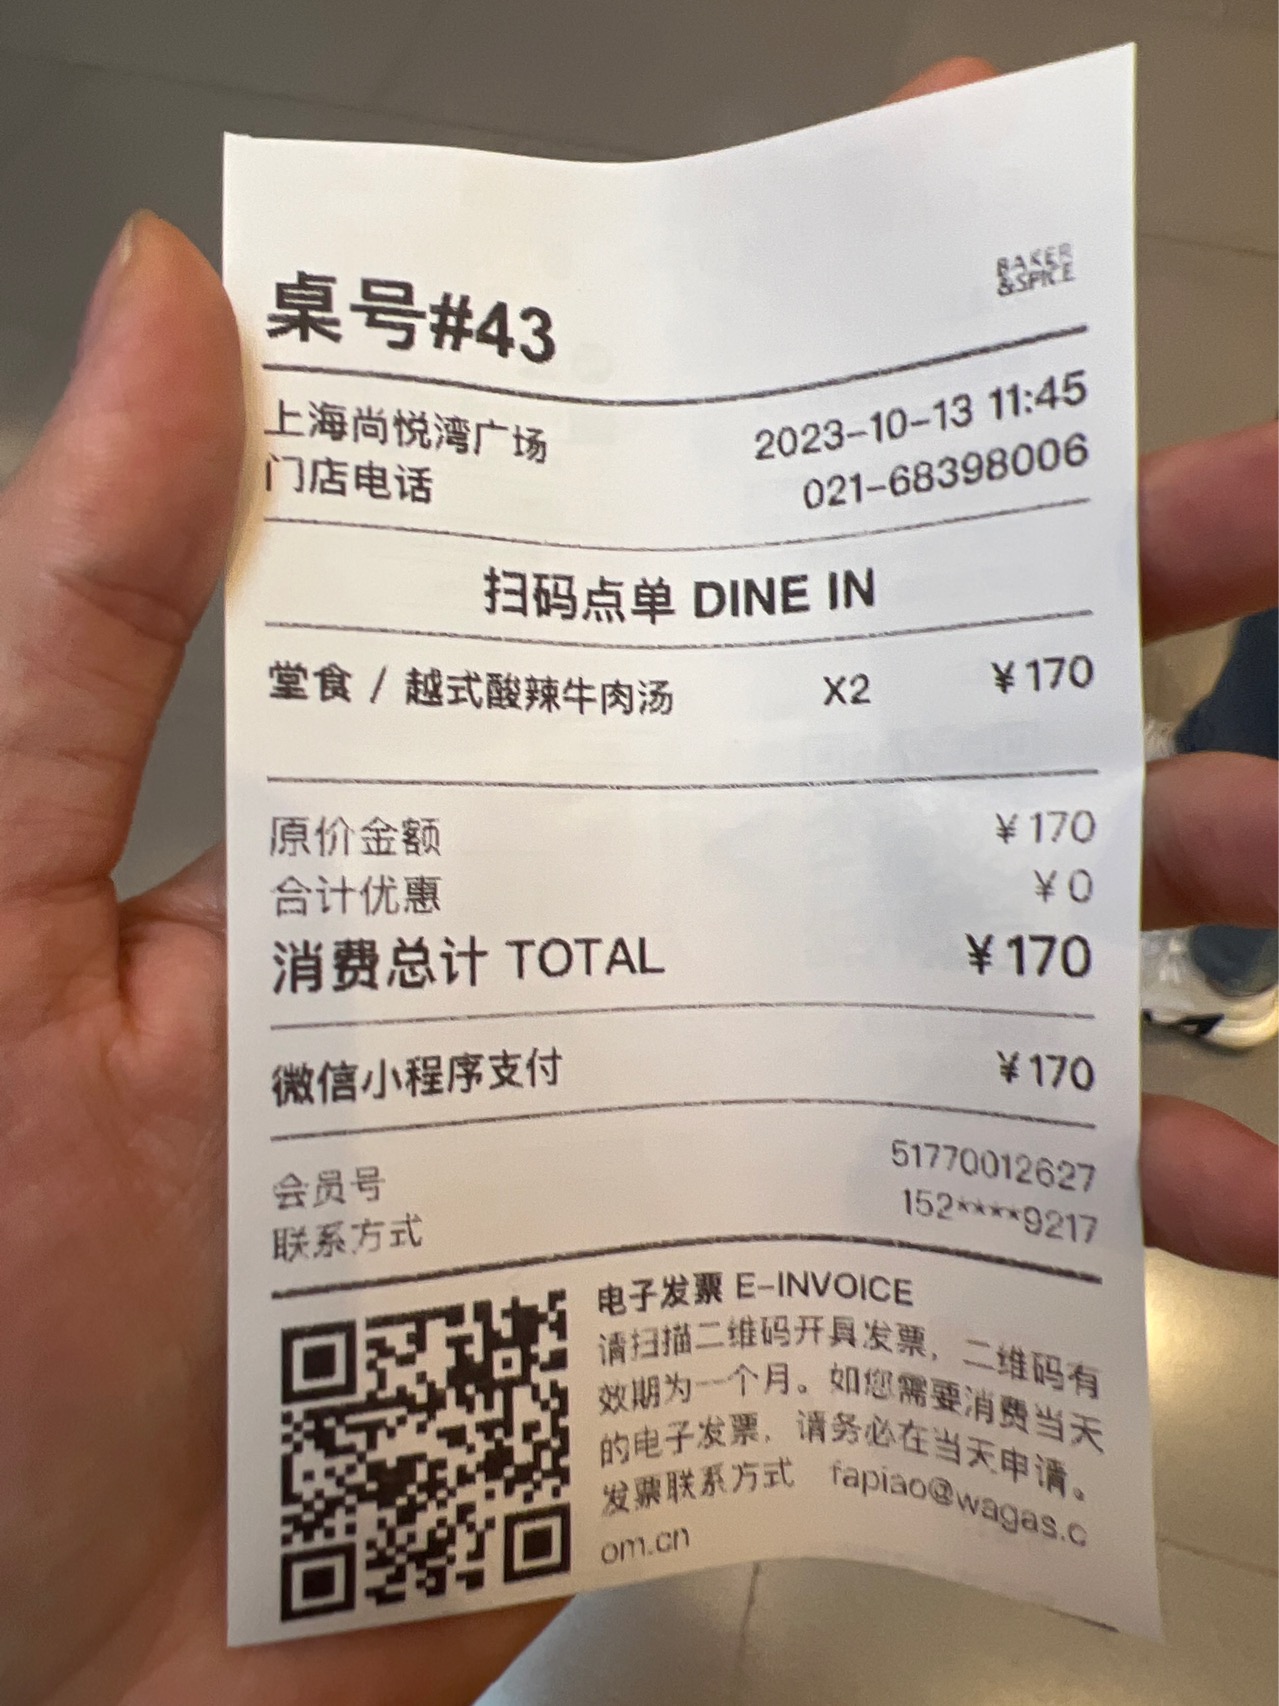 BAKER
&SPICE
桌号#43
上海尚悦湾广场 2023-10-13 11:45
门店电话 021-68398006
扫码点单 DINE IN
堂食 / 越式酸辣牛肉汤 X2 ¥170
原价金额 ¥170
合计优惠 ¥0
消费总计 TOTAL ¥170
微信小程序支付 ¥170
会员号 51770012627
联系方式 152****9217
电子发票 E-INVOICE
请扫描二维码开具发票，二维码有
效期为一个月。如您需要消费当天
的电子发票，请务必在当天申请。
发票联系方式 fapiao@wagas.c
om.cn